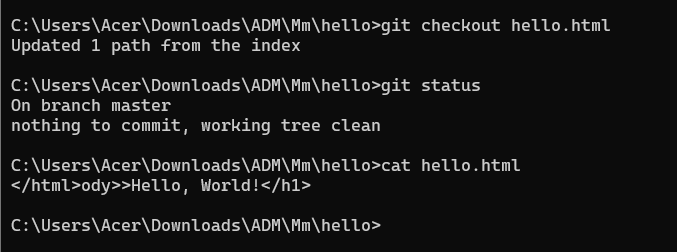 C:\Users\Acer\Downloads\ADM\Mm\hello>git checkout hello.html
Updated 1 path from the index
C:\Users\Acer\Downloads\ADM\Mm\hello>git status
On branch master
nothing to commit, working tree clean
C:\Users\Acer\Downloads\ADM\Mm\hello>cat hello.html
</html>ody>>Hello, World!</h1>
C:\Users\Acer\Downloads\ADM\Mm\hello>